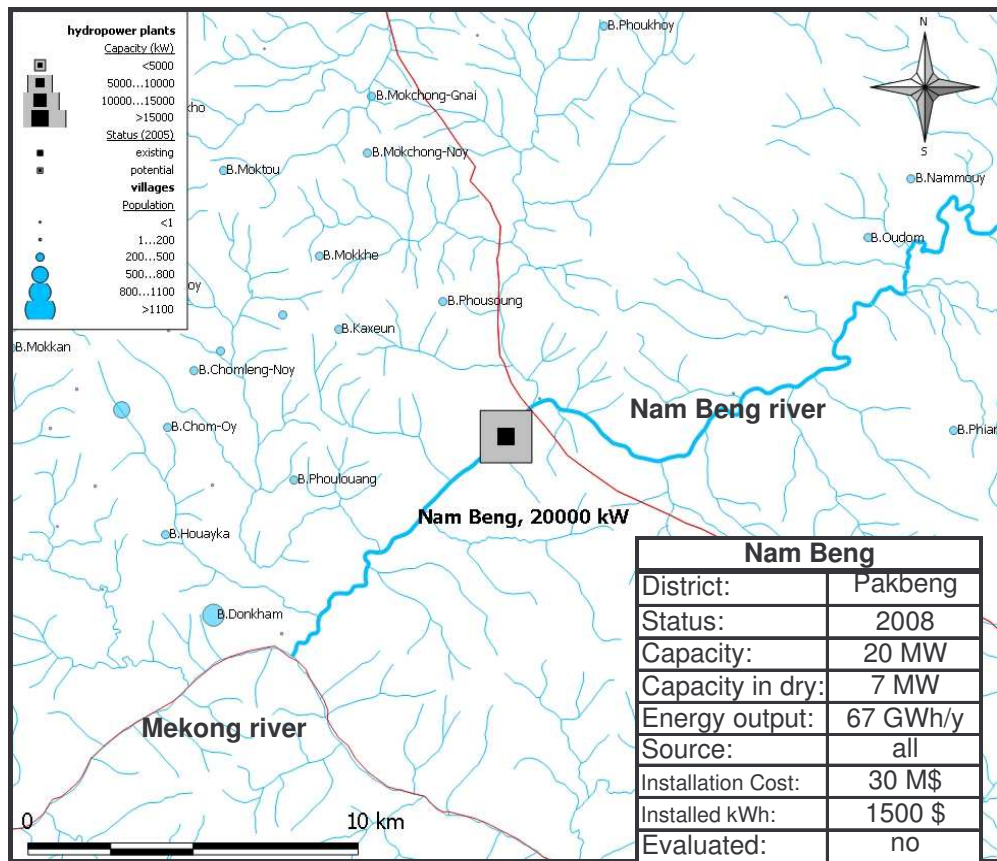 hydropower plants
Capacity (kW)
<5000
5000...10000
10000...15000
>15000
Status (2005)
existing
potential
villages
Population
<1
1...200
200...500
500...800
800...1100
>1100
N
S
B.Phoukhoy
B.Mokchong-Gnai
B.Mokchong-Noy
B.Moktou
B.Nammouy
B.Oudom
B.Mokkhe
B.Phousoung
B.Kaxeun
B.Mokkan
B.Chomleng-Noy
Nam Beng river
B.Chom-Oy
B.Phian
B.Phoulouang
Nam Beng, 20000 kW
B.Houayka
B.Donkham
Mekong river
0 10 km
Nam Beng
District: Pakbeng
Status: 2008
Capacity: 20 MW
Capacity in dry: 7 MW
Energy output: 67 GWh/y
Source: all
Installation Cost: 30 M$
Installed kWh: 1500 $
Evaluated: no